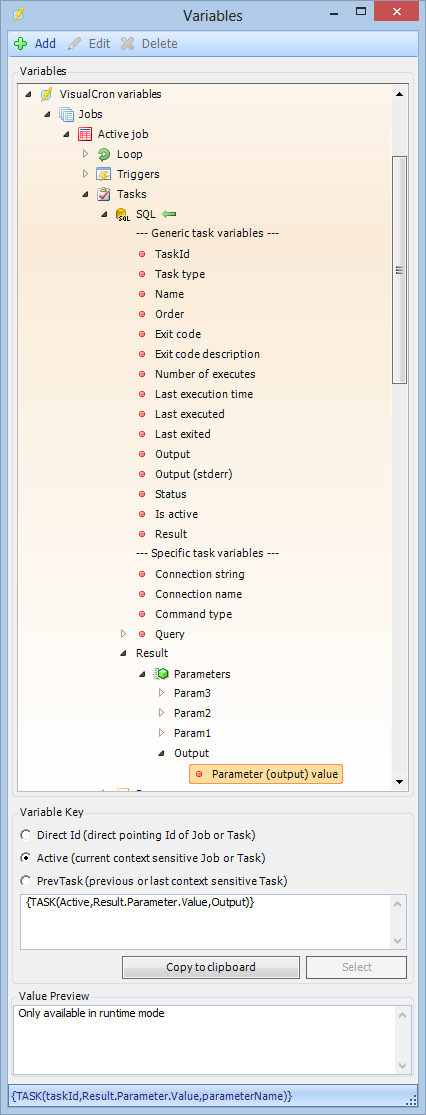 Variables
Add Edit Delete
Variables
VisualCron variables
Jobs
Active job
Loop
Triggers
Tasks
SQL
--- Generic task variables ---
TaskId
Task type
Name
Order
Exit code
Exit code description
Number of executes
Last execution time
Last executed
Last exited
Output
Output (stderr)
Status
Is active
Result
--- Specific task variables ---
Connection string
Connection name
Command type
Query
Result
Parameters
Param3
Param2
Param1
Output
Parameter (output) value
Variable Key
Direct Id (direct pointing Id of Job or Task)
Active (current context sensitive Job or Task)
PrevTask (previous or last context sensitive Task)
{TASK(Active,Result.Parameter.Value,Output)}
Copy to clipboard Select
Value Preview
Only available in runtime mode
{TASK(taskId,Result.Parameter.Value,parameterName)}